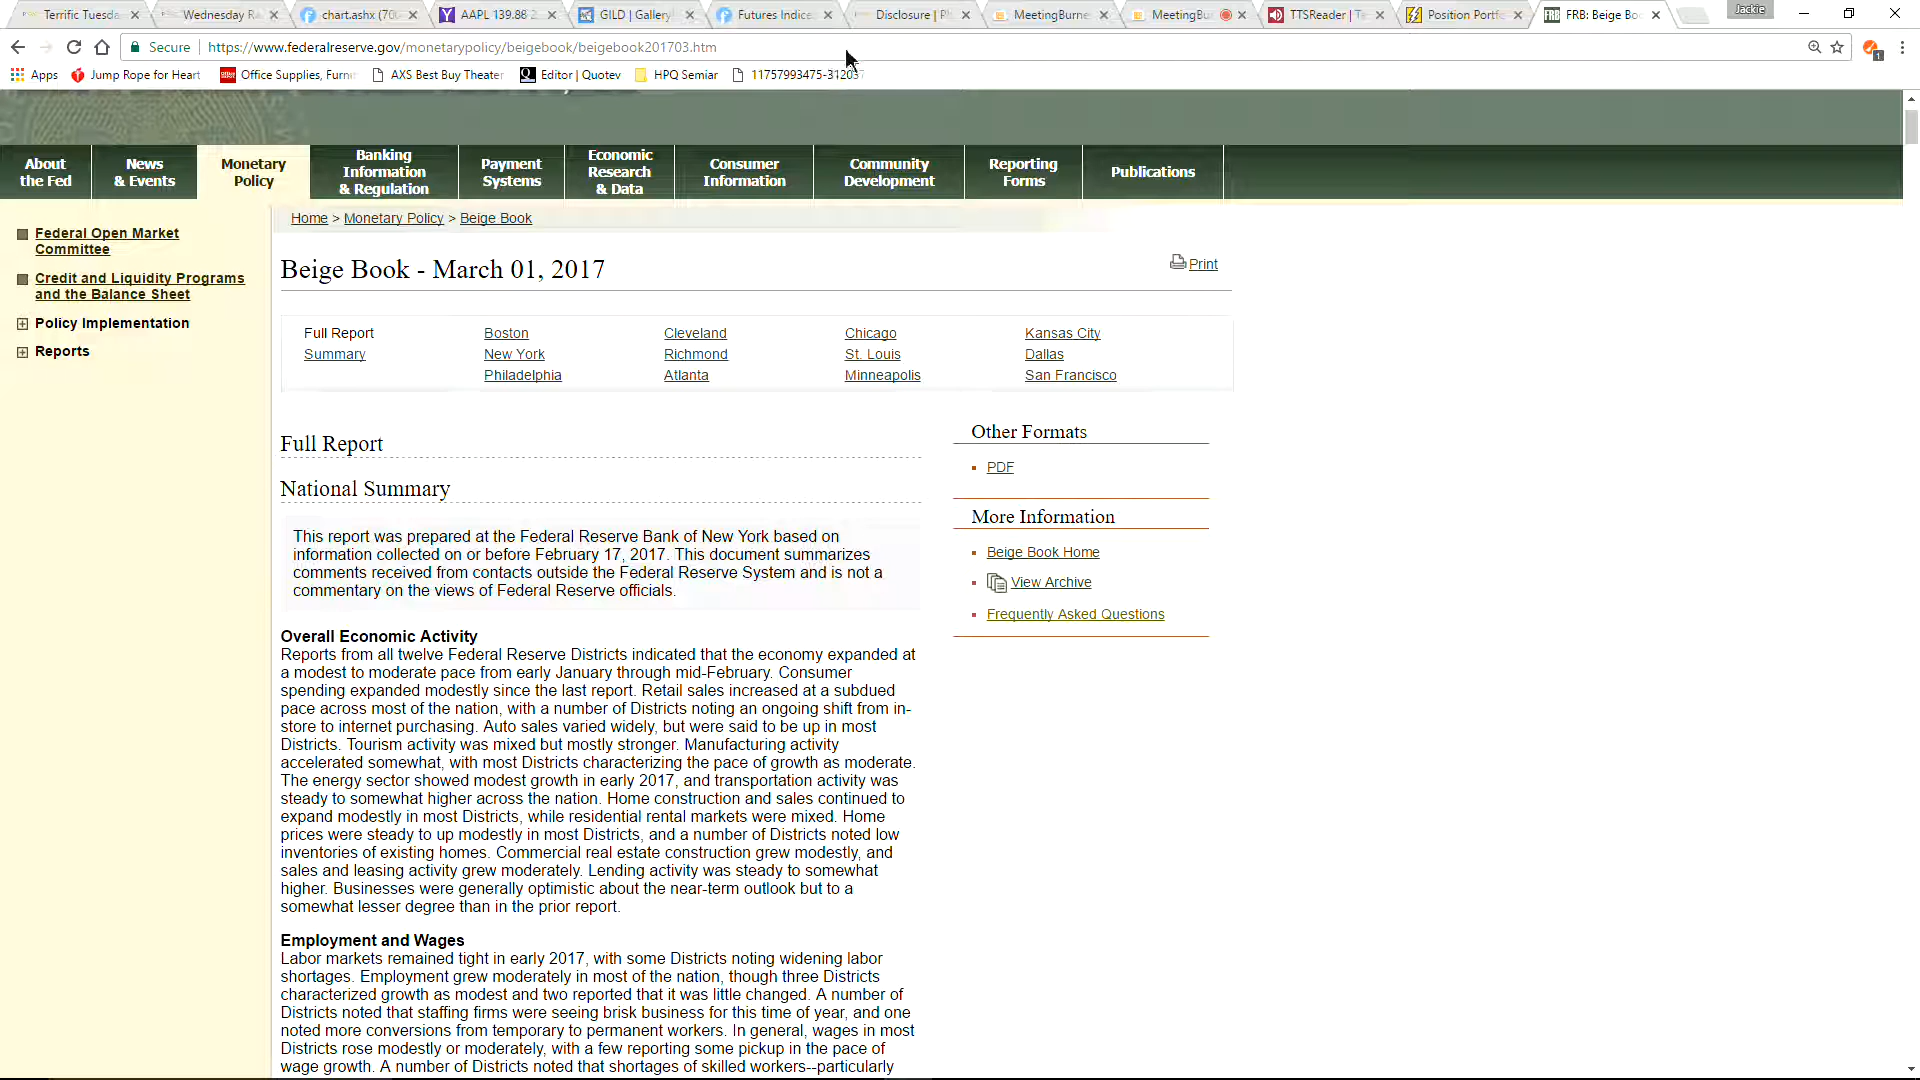 Terrific Tuesda
Wednesday R
chart.ashx (700
AAPL 139.88 2
GILD | Gallery
Futures Indice
Disclosure | Ph
MeetingBurne
MeetingBu
TTSReader | T
Position Portfo
FRB: Beige Bo
Jackie
Secure
https://www.federalreserve.gov/monetarypolicy/beigebook/beigebook201703.htm
Apps
Jump Rope for Heart
Office Supplies, Furni
AXS Best Buy Theater
Editor | Quotev
HPQ Semiar
11757993475-312037
About
the Fed
News
& Events
Monetary
Policy
Banking
Information
& Regulation
Payment
Systems
Economic
Research
& Data
Consumer
Information
Community
Development
Reporting
Forms
Publications
Federal Open Market
Committee
Credit and Liquidity Programs
and the Balance Sheet
Policy Implementation
Reports
Home > Monetary Policy > Beige Book
Beige Book - March 01, 2017
Print
Full Report
Boston
Cleveland
Chicago
Kansas City
Summary
New York
Richmond
St. Louis
Dallas
Philadelphia
Atlanta
Minneapolis
San Francisco
Full Report
National Summary
This report was prepared at the Federal Reserve Bank of New York based on
information collected on or before February 17, 2017. This document summarizes
comments received from contacts outside the Federal Reserve System and is not a
commentary on the views of Federal Reserve officials.
Overall Economic Activity
Reports from all twelve Federal Reserve Districts indicated that the economy expanded at
a modest to moderate pace from early January through mid-February. Consumer
spending expanded modestly since the last report. Retail sales increased at a subdued
pace across most of the nation, with a number of Districts noting an ongoing shift from in-
store to internet purchasing. Auto sales varied widely, but were said to be up in most
Districts. Tourism activity was mixed but mostly stronger. Manufacturing activity
accelerated somewhat, with most Districts characterizing the pace of growth as moderate.
The energy sector showed modest growth in early 2017, and transportation activity was
steady to somewhat higher across the nation. Home construction and sales continued to
expand modestly in most Districts, while residential rental markets were mixed. Home
prices were steady to up modestly in most Districts, and a number of Districts noted low
inventories of existing homes. Commercial real estate construction grew modestly, and
sales and leasing activity grew moderately. Lending activity was steady to somewhat
higher. Businesses were generally optimistic about the near-term outlook but to a
somewhat lesser degree than in the prior report.
Employment and Wages
Labor markets remained tight in early 2017, with some Districts noting widening labor
shortages. Employment grew moderately in most of the nation, though three Districts
characterized growth as modest and two reported that it was little changed. A number of
Districts noted that staffing firms were seeing brisk business for this time of year, and one
noted more conversions from temporary to permanent workers. In general, wages in most
Districts rose modestly or moderately, with a few reporting some pickup in the pace of
wage growth. A number of Districts noted that shortages of skilled workers--particularly
Other Formats
PDF
More Information
Beige Book Home
View Archive
Frequently Asked Questions